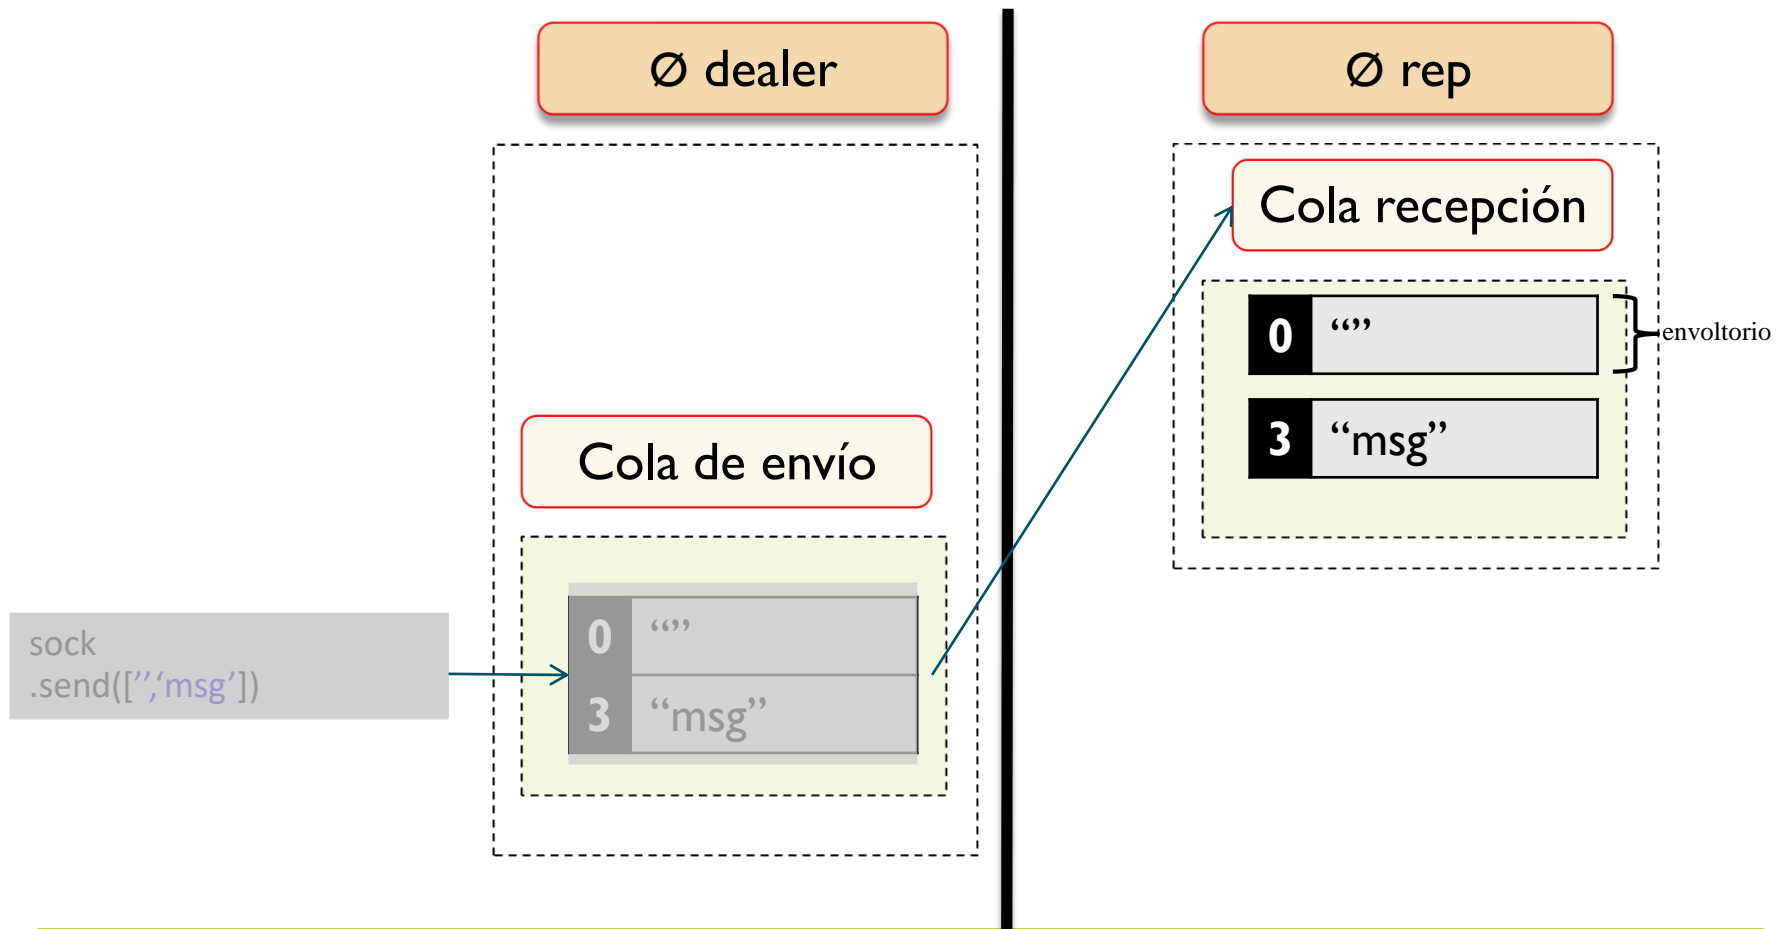 Ø dealer
Ø rep
Cola recepción
0 “”
envoltorio
3 “msg”
Cola de envío
sock
.send([’’,‘msg’])
0 “”
3 “msg”